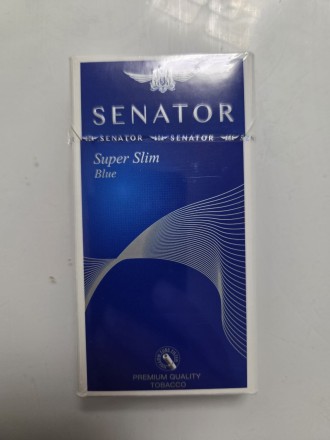 SENATOR
SENATOR SENATOR
Super Slim
Blue
PREMIUM QUALITY
TOBACCO